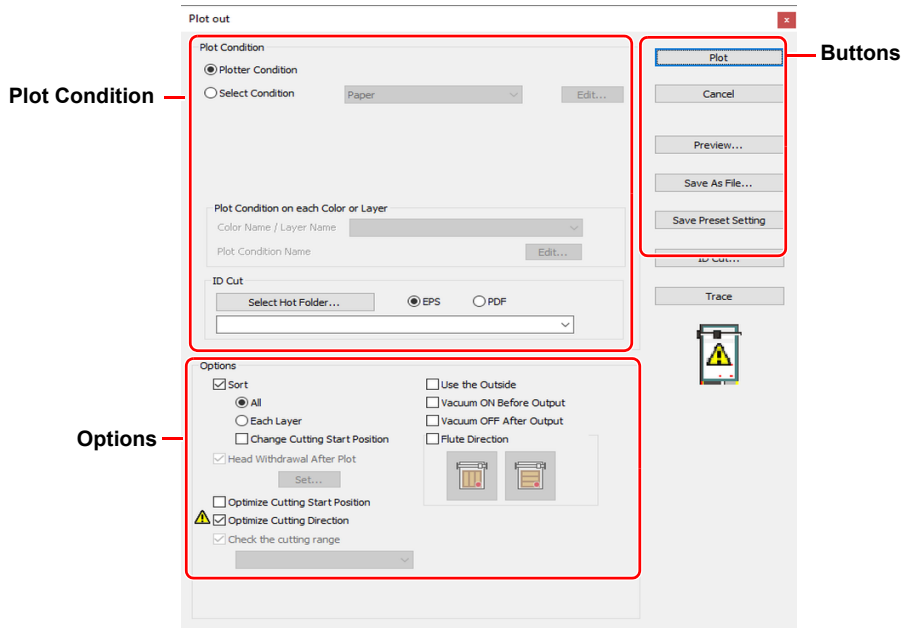 Plot out
x
Plot Condition
Plotter Condition
Select Condition
Paper
Edit...
Plot Condition on each Color or Layer
Color Name / Layer Name
Plot Condition Name
Edit...
ID Cut
Select Hot Folder...
EPS
PDF
Options
Sort
All
Each Layer
Change Cutting Start Position
Head Withdrawal After Plot
Set...
Optimize Cutting Start Position
Optimize Cutting Direction
Check the cutting range
Use the Outside
Vacuum ON Before Output
Vacuum OFF After Output
Flute Direction
Plot
Cancel
Preview...
Save As File...
Save Preset Setting
ID Cut...
Trace
Plot Condition
Options
Buttons